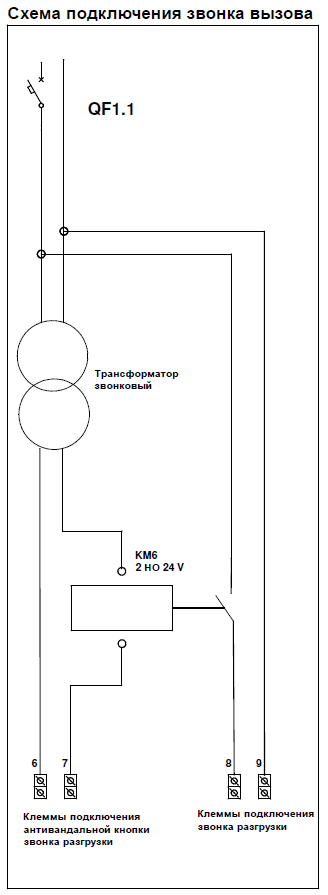 Схема подключения звонка вызова
QF1.1
Трансформатор
звонковый
KM6
2 НО 24 V
6
7
8
9
Клеммы подключения
антивандальной кнопки
звонка разгрузки
Клеммы подключения
звонка разгрузки